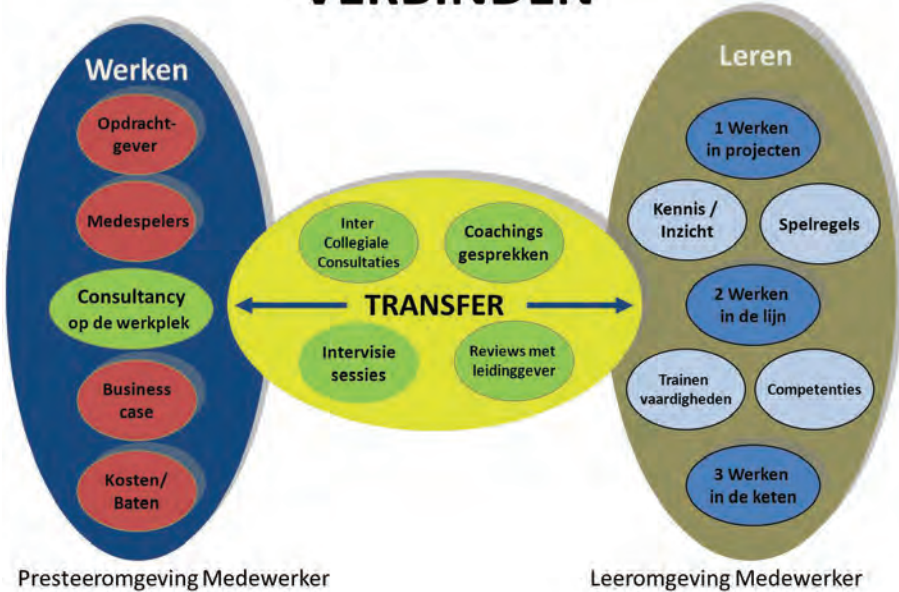 VERBINDEN
Werken
Opdracht-
gever
Medespelers
Consultancy
op de werkplek
Business
case
Kosten/
Baten
Inter
Collegiale
Consultaties
Coachings
gesprekken
TRANSFER
Intervisie
sessies
Reviews met
leidinggever
Leren
1 Werken
in projecten
Kennis /
Inzicht
Spelregels
2 Werken
in de lijn
Trainen
vaardigheden
Competenties
3 Werken
in de keten
Presteeromgeving Medewerker
Leeromgeving Medewerker